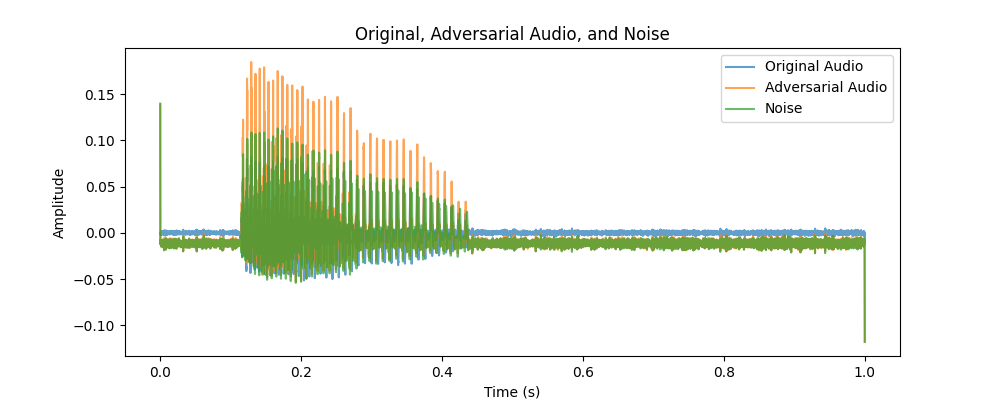 Original, Adversarial Audio, and Noise
Original Audio
Adversarial Audio
Noise
Amplitude
0.15
0.10
0.05
0.00
−0.05
−0.10
0.0 0.2 0.4 0.6 0.8 1.0
Time (s)